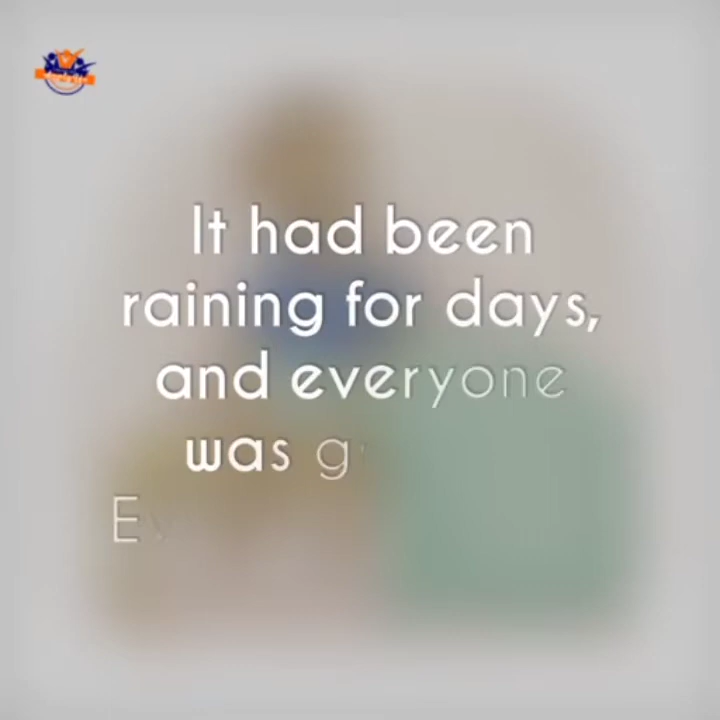 It had been
raining for days,
and everyone
was